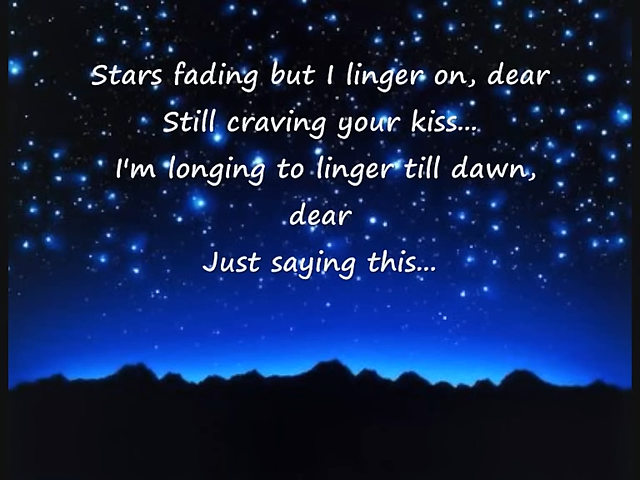 Stars fading but I linger on, dear
Still craving your kiss...
I'm longing to linger till dawn,
dear
Just saying this...